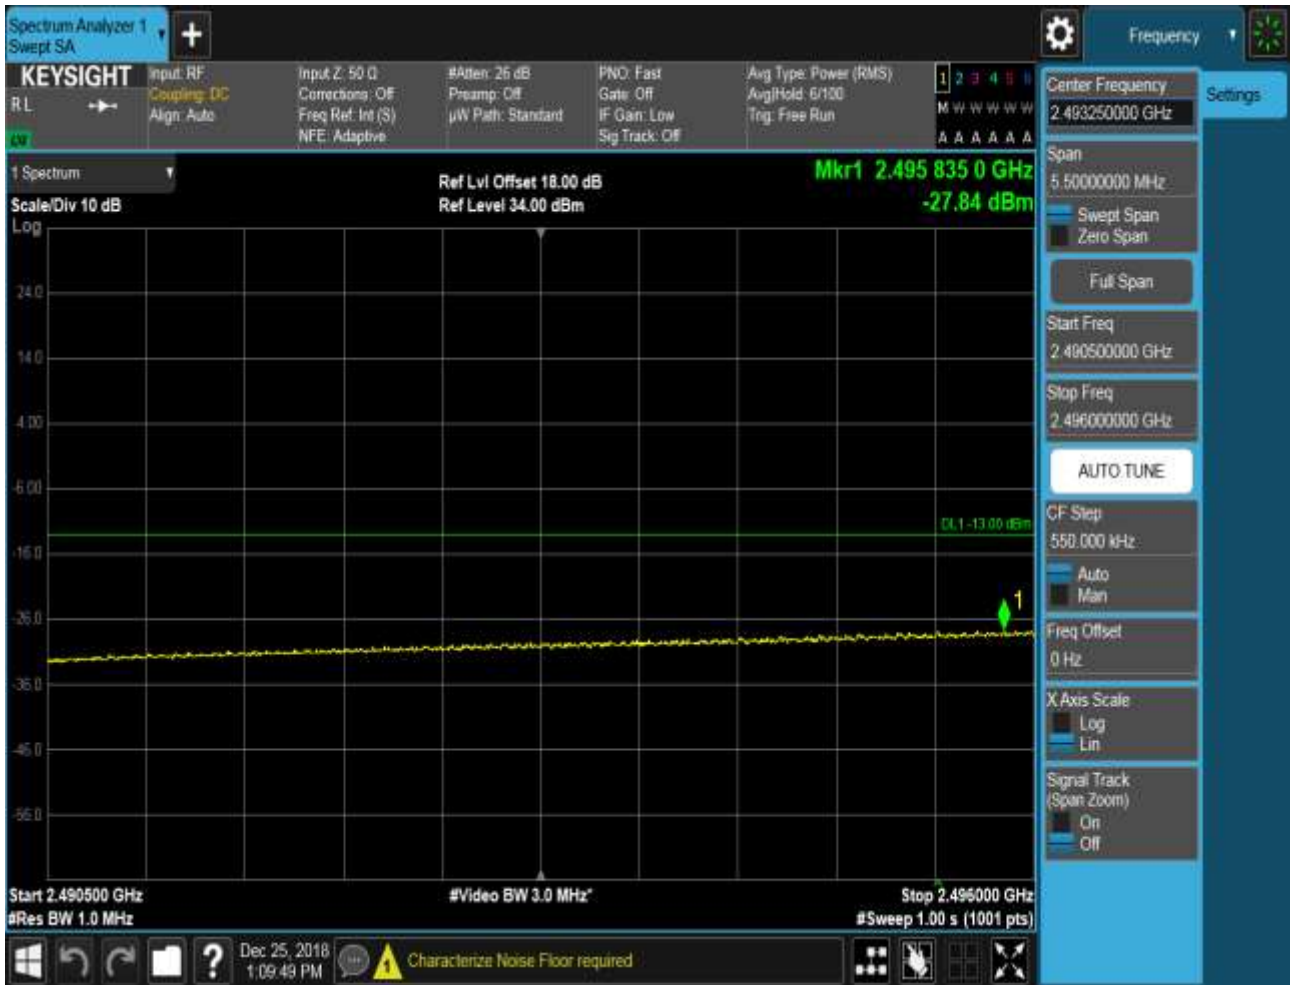 Spectrum Analyzer 1
Swept SA
+
Frequency
KEYSIGHT
Input: RF
Coupling: DC
Align: Auto
Input Z: 50 Ω
Corrections: Off
Freq Ref: Int (S)
NFE: Adaptive
#Atten: 26 dB
Preamp: Off
µW Path: Standard
PNO: Fast
Gate: Off
IF Gain: Low
Sig Track: Off
Avg Type: Power (RMS)
Avg|Hold: 6/100
Trig: Free Run
1 2 3 4 5 6
M W W W W W
A A A A A A
RL
LW
1 Spectrum
Scale/Div 10 dB
Log
Ref Lvl Offset 18.00 dB
Ref Level 34.00 dBm
Mkr1 2.495 835 0 GHz
-27.84 dBm
24.0
14.0
4.00
-6.00
-16.0
-26.0
-36.0
-46.0
-56.0
DL1 -13.00 dBm
1
Start 2.490500 GHz
#Res BW 1.0 MHz
#Video BW 3.0 MHz*
Stop 2.496000 GHz
#Sweep 1.00 s (1001 pts)
Center Frequency
2.493250000 GHz
Settings
Span
5.50000000 MHz
Swept Span
Zero Span
Full Span
Start Freq
2.490500000 GHz
Stop Freq
2.496000000 GHz
AUTO TUNE
CF Step
550.000 kHz
Auto
Man
Freq Offset
0 Hz
X Axis Scale
Log
Lin
Signal Track
(Span Zoom)
On
Off
?
Dec 25, 2018
1:09:49 PM
1
Characterize Noise Floor required